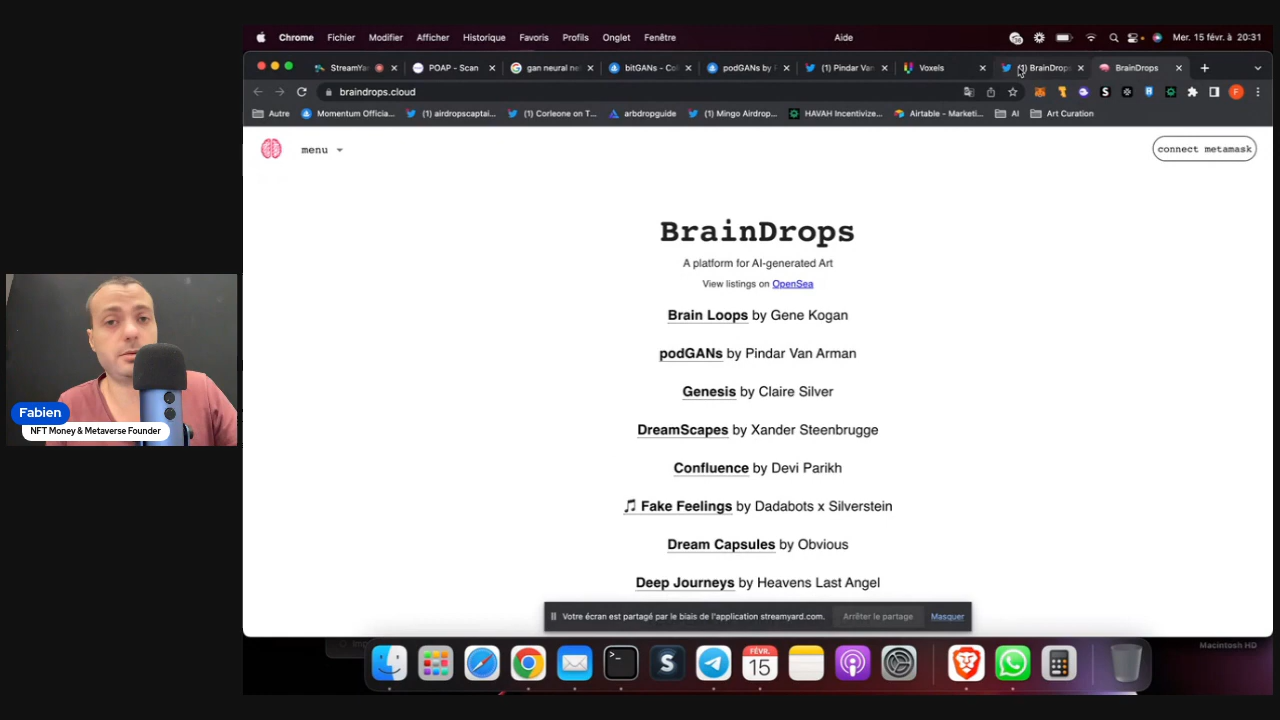 Chrome Fichier Modifier Afficher Historique Favoris Profils Onglet Fenêtre Aide Mer. 15 févr. à 20:31
StreamYa POAP - Scan gan neural ne bitGANs - Col podGANs by P (1) Pindar Van Voxels (1) BrainDrops BrainDrops
braindrops.cloud
Autre Momentum Officia... (1) airdropscaptai... (1) Corleone on T... arbdropguide (1) Mingo Airdrop... HAVAH Incentivize... Airtable - Marketi... AI Art Curation
menu connect metamask
BrainDrops
A platform for AI-generated Art
View listings on OpenSea
Brain Loops by Gene Kogan
podGANs by Pindar Van Arman
Genesis by Claire Silver
DreamScapes by Xander Steenbrugge
Confluence by Devi Parikh
Fake Feelings by Dadabots x Silverstein
Dream Capsules by Obvious
Deep Journeys by Heavens Last Angel
Fabien
NFT Money & Metaverse Founder
Votre écran est partagé par le biais de l'application streamyard.com. Arrêter le partage Masquer
Macintosh HD
FÉVR.
15